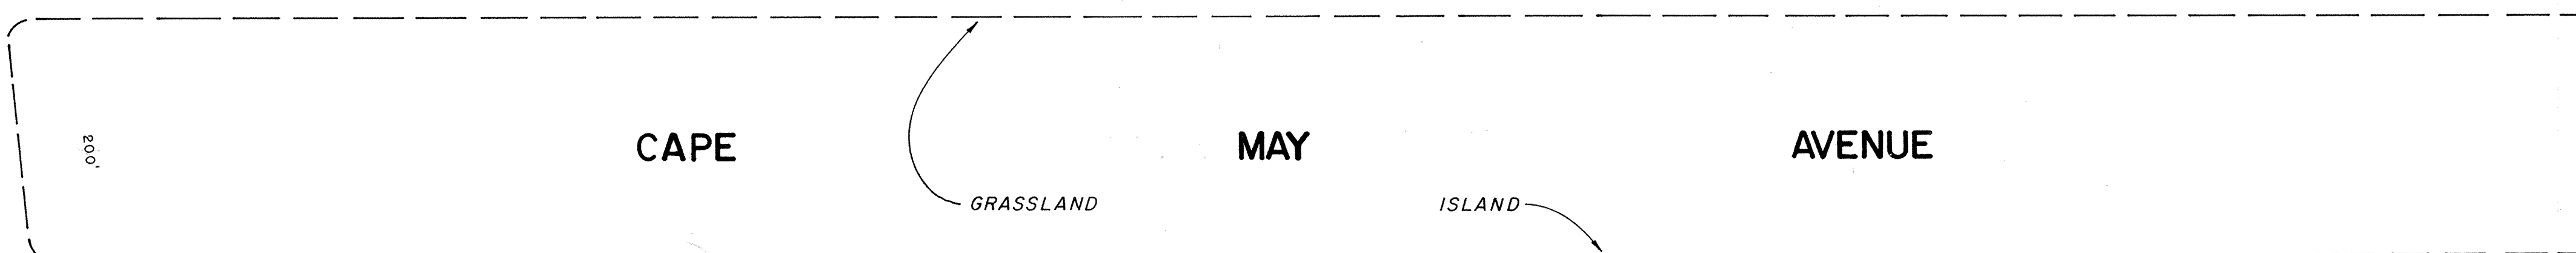 200'
CAPE MAY AVENUE
GRASSLAND
ISLAND